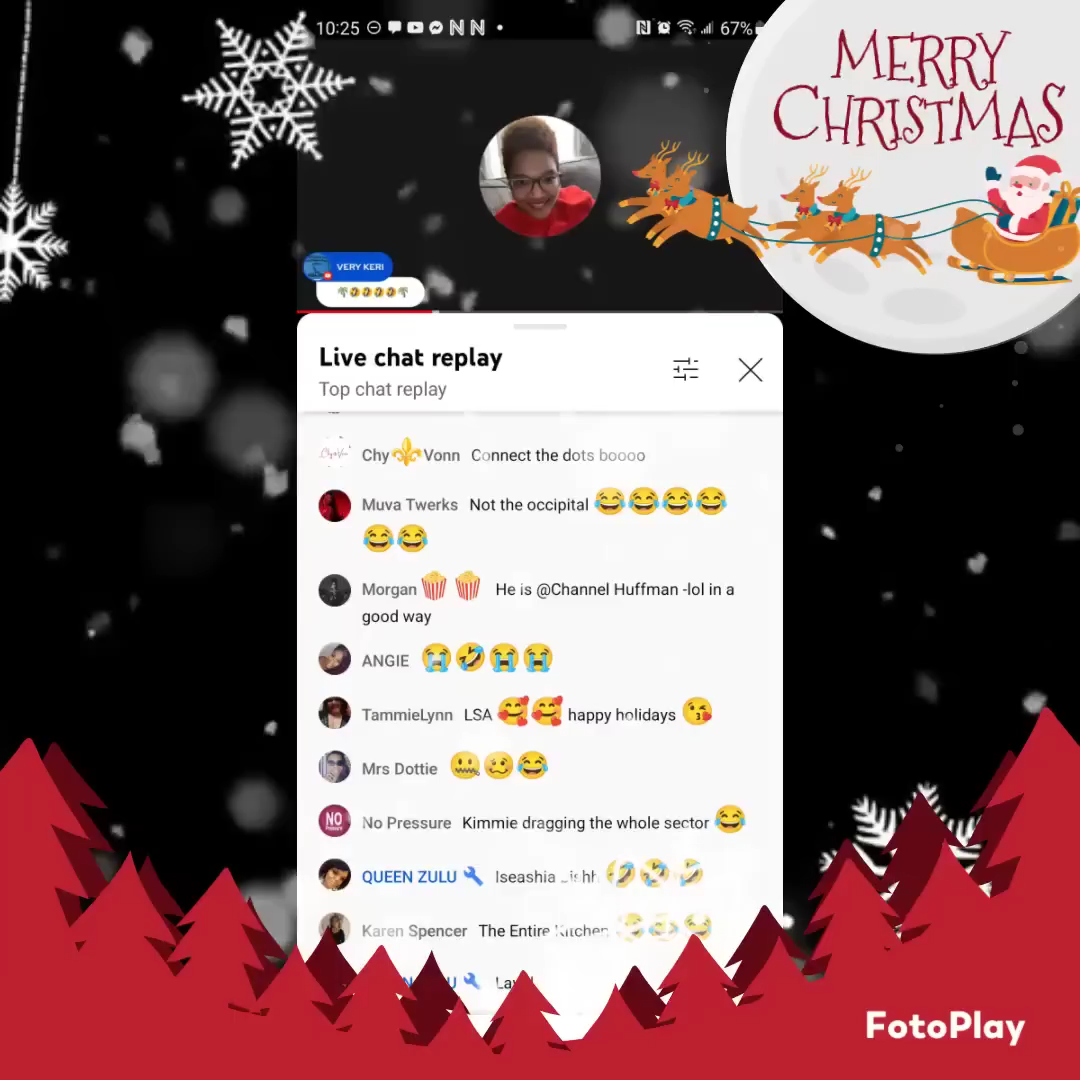 10:25
67%
MERRY
CHRISTMAS
VERY KERI
Live chat replay
Top chat replay
Chy⚜️Vonn Connect the dots boooo
Muva Twerks Not the occipital 😂😂😂😂
😂😂
Morgan🍿🍿 He is @Channel Huffman -lol in a
good way
ANGIE 😭🤣😭😭
TammieLynn LSA 🥰🥰 happy holidays 😘
Mrs Dottie 🤐🥴😂
NO
No Pressure Kimmie dragging the whole sector 😂
QUEEN ZULU Iseashia 🤣🤣🤣
Karen Spencer The Entire Kitchen 😂😂😂
FotoPlay